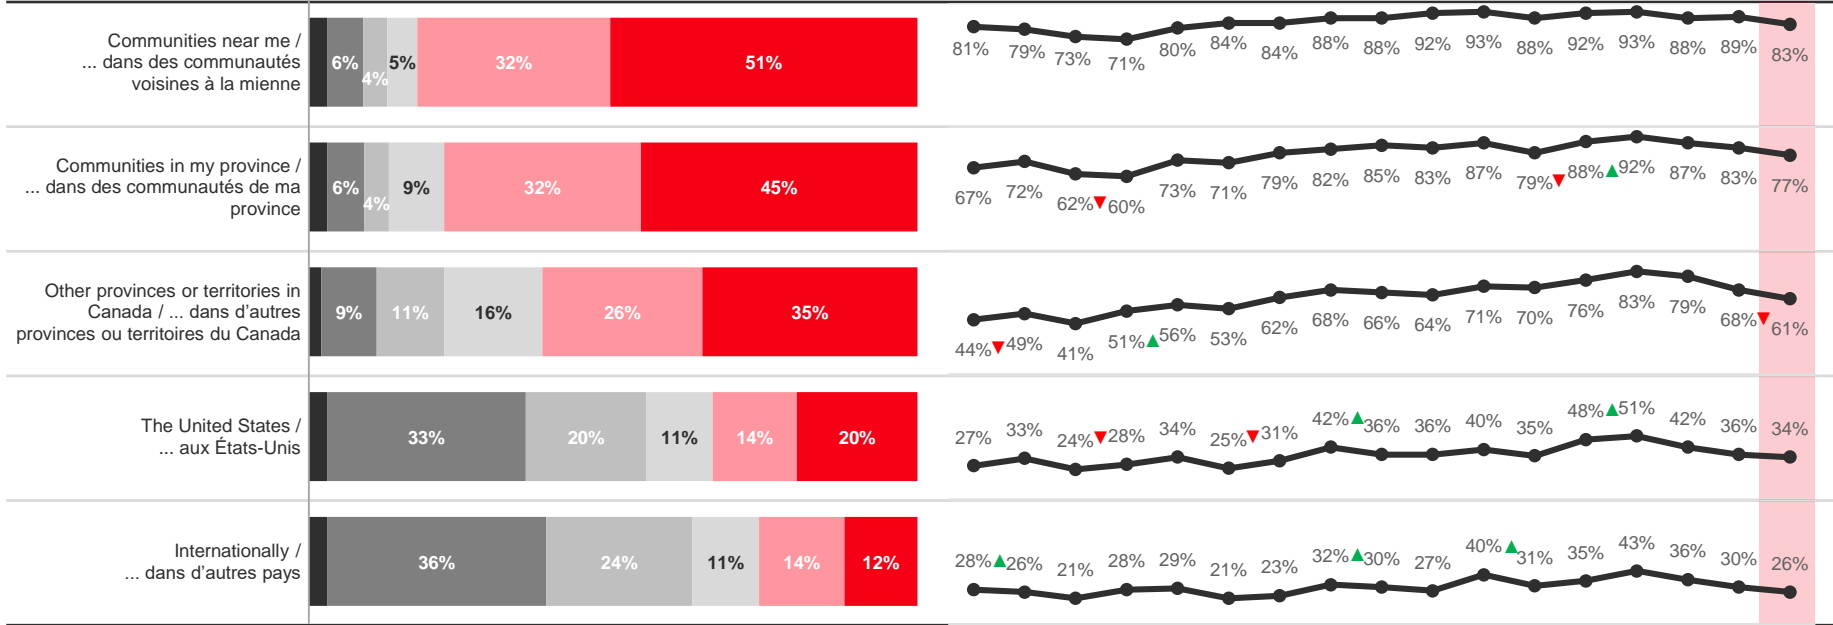 Communities near me /
... dans des communautés
voisines à la mienne
6% 4% 5% 32% 51%
81% 79% 73% 71% 80% 84% 84% 88% 88% 92% 93% 88% 92% 93% 88% 89% 83%
Communities in my province /
... dans des communautés de ma
province
6% 4% 9% 32% 45%
67% 72% 62% 60% 73% 71% 79% 82% 85% 83% 87% 79% 88% 92% 87% 83% 77%
Other provinces or territories in
Canada / ... dans d'autres
provinces ou territoires du Canada
9% 11% 16% 26% 35%
44% 49% 41% 51% 56% 53% 62% 68% 66% 64% 71% 70% 76% 83% 79% 68% 61%
The United States /
... aux États-Unis
33% 20% 11% 14% 20%
27% 33% 24% 28% 34% 25% 31% 42% 36% 36% 40% 35% 48% 51% 42% 36% 34%
Internationally /
... dans d'autres pays
36% 24% 11% 14% 12%
28% 26% 21% 28% 29% 21% 23% 32% 30% 27% 40% 31% 35% 43% 36% 30% 26%